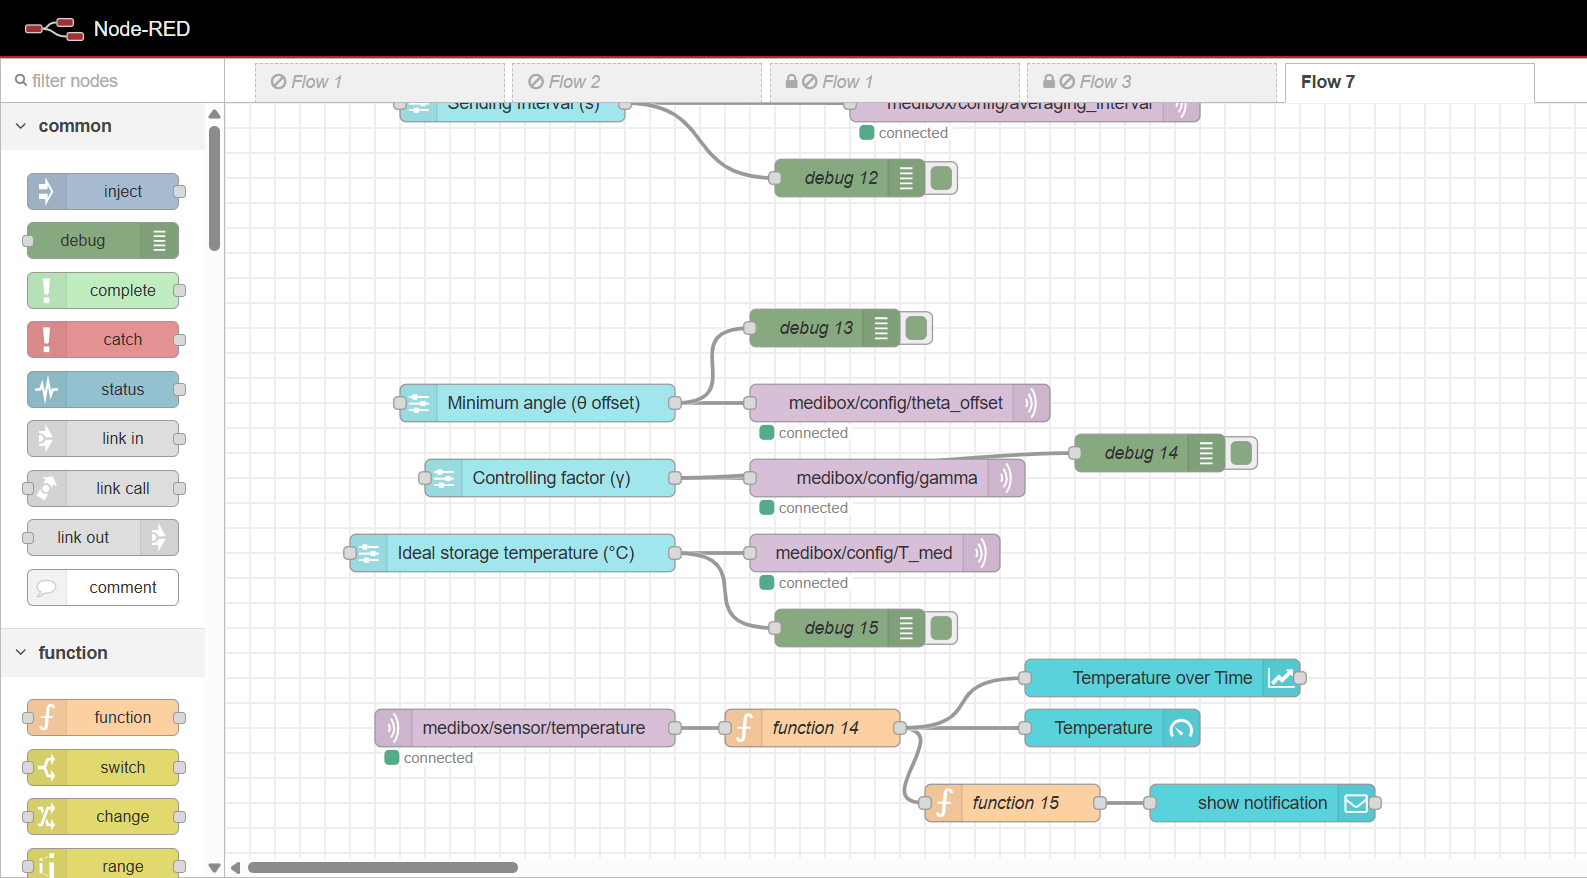 Node-RED
filter nodes
Flow 1
Flow 2
Flow 1
Flow 3
Flow 7
common
inject
debug
complete
catch
status
link in
link call
link out
comment
function
function
switch
change
range
Sending Interval (s)
medibox/config/averaging_interval
connected
debug 12
debug 13
Minimum angle (θ offset)
medibox/config/theta_offset
connected
debug 14
Controlling factor (γ)
medibox/config/gamma
connected
Ideal storage temperature (°C)
medibox/config/T_med
connected
debug 15
Temperature over Time
medibox/sensor/temperature
function 14
Temperature
connected
function 15
show notification